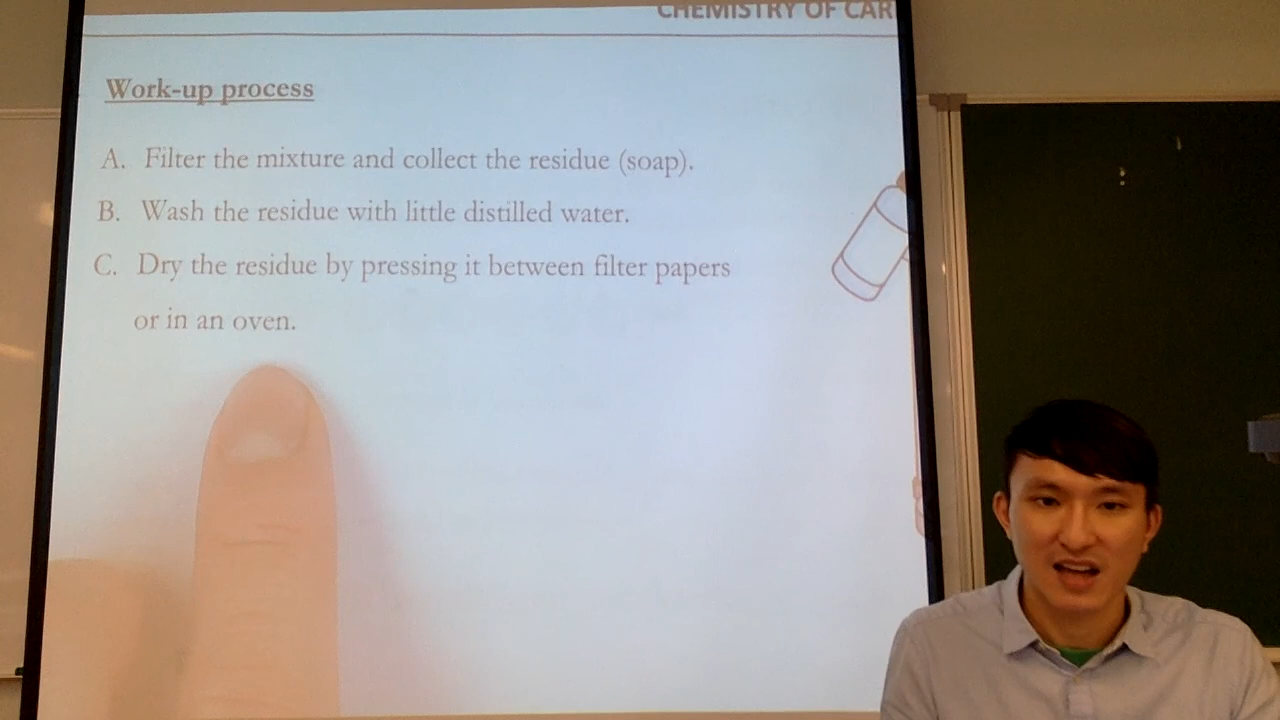 CHEMISTRY OF CAR
Work-up process
A. Filter the mixture and collect the residue (soap).
B. Wash the residue with little distilled water.
C. Dry the residue by pressing it between filter papers
or in an oven.